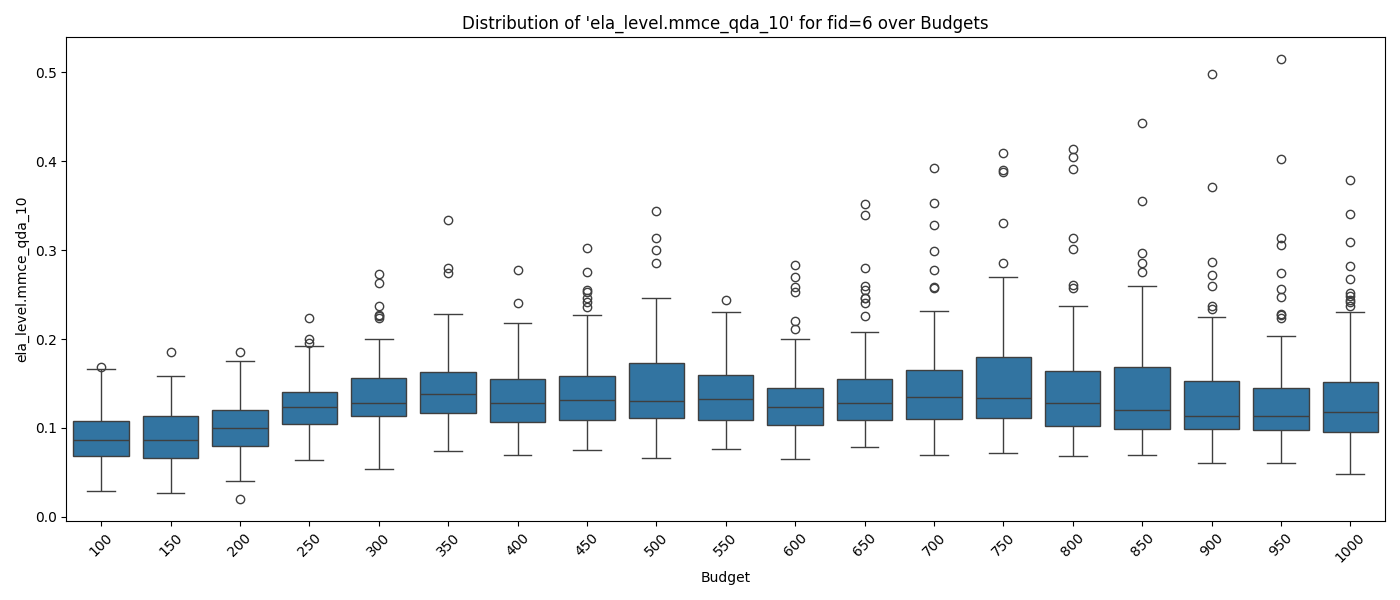 Distribution of 'ela_level.mmce_qda_10' for fid=6 over Budgets
ela_level.mmce_qda_10
0.5
0.4
0.3
0.2
0.1
0.0
100 150 200 250 300 350 400 450 500 550 600 650 700 750 800 850 900 950 1000
Budget